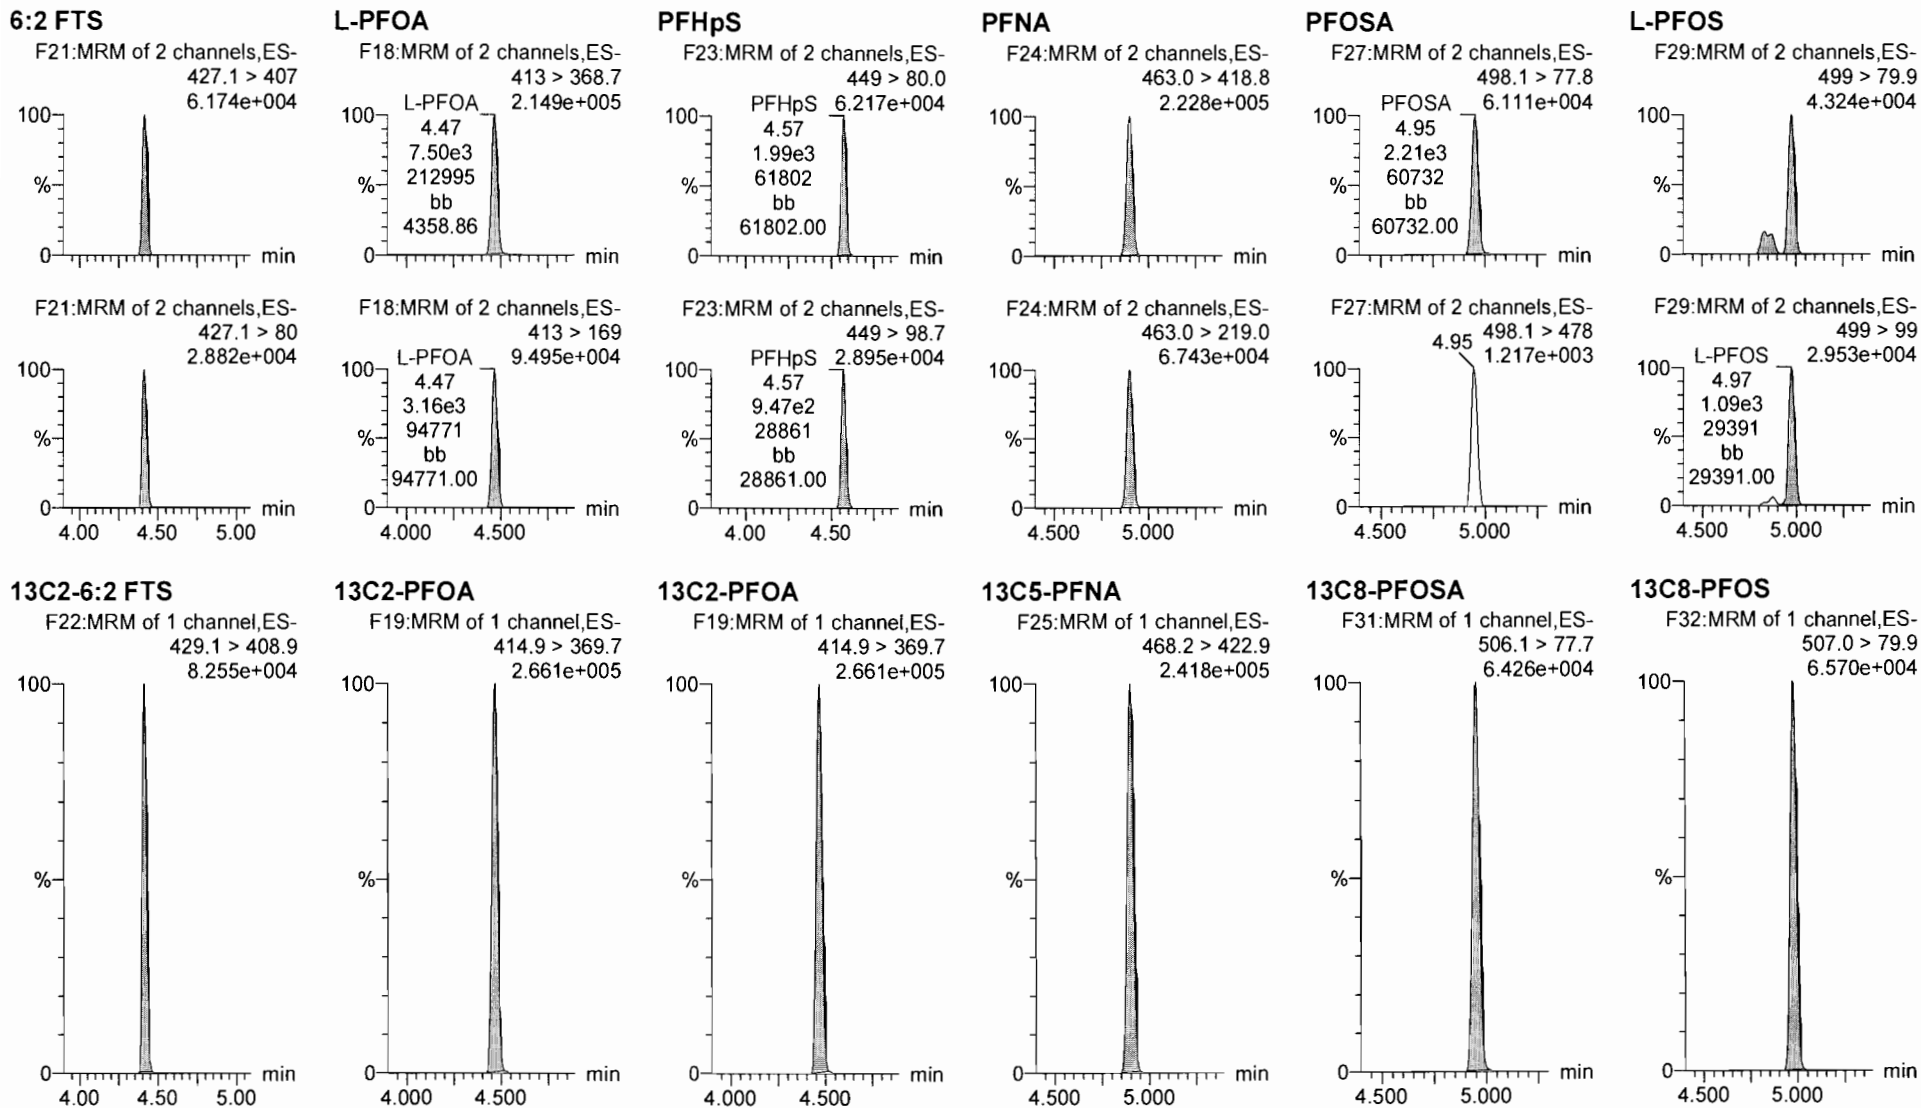 6:2 FTS
F21:MRM of 2 channels,ES-
427.1 > 407
6.174e+004
100
%
0
min
L-PFOA
F18:MRM of 2 channels,ES-
413 > 368.7
L-PFOA 2.149e+005
100
4.47
7.50e3
212995
%
bb
4358.86
0
min
PFHpS
F23:MRM of 2 channels,ES-
449 > 80.0
PFHpS 6.217e+004
100
4.57
1.99e3
61802
%
bb
61802.00
0
min
PFNA
F24:MRM of 2 channels,ES-
463.0 > 418.8
2.228e+005
100
%
0
min
PFOSA
F27:MRM of 2 channels,ES-
498.1 > 77.8
PFOSA 6.111e+004
100
4.95
2.21e3
60732
%
bb
60732.00
0
min
L-PFOS
F29:MRM of 2 channels,ES-
499 > 79.9
4.324e+004
100
%
0
min
F21:MRM of 2 channels,ES-
427.1 > 80
2.882e+004
100
%
0
min
4.00 4.50 5.00
F18:MRM of 2 channels,ES-
413 > 169
L-PFOA 9.495e+004
100
4.47
3.16e3
94771
%
bb
94771.00
0
min
4.000 4.500
F23:MRM of 2 channels,ES-
449 > 98.7
PFHpS 2.895e+004
100
4.57
9.47e2
28861
%
bb
28861.00
0
min
4.00 4.50
F24:MRM of 2 channels,ES-
463.0 > 219.0
6.743e+004
100
%
0
min
4.500 5.000
F27:MRM of 2 channels,ES-
498.1 > 478
4.95 1.217e+003
100
%
0
min
4.500 5.000
F29:MRM of 2 channels,ES-
499 > 99
L-PFOS 2.953e+004
100
4.97
1.09e3
29391
%
bb
29391.00
0
min
4.500 5.000
13C2-6:2 FTS
F22:MRM of 1 channel,ES-
429.1 > 408.9
8.255e+004
100
%
0
min
4.00 4.50 5.00
13C2-PFOA
F19:MRM of 1 channel,ES-
414.9 > 369.7
2.661e+005
100
%
0
min
4.000 4.500
13C2-PFOA
F19:MRM of 1 channel,ES-
414.9 > 369.7
2.661e+005
100
%
0
min
4.000 4.500
13C5-PFNA
F25:MRM of 1 channel,ES-
468.2 > 422.9
2.418e+005
100
%
0
min
4.500 5.000
13C8-PFOSA
F31:MRM of 1 channel,ES-
506.1 > 77.7
6.426e+004
100
%
0
min
4.500 5.000
13C8-PFOS
F32:MRM of 1 channel,ES-
507.0 > 79.9
6.570e+004
100
%
0
min
4.500 5.000